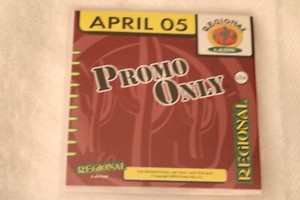 APRIL 05
REGIONAL
LATIN
PROMO
ONLY
REGIONAL
REGIONAL
LATIN